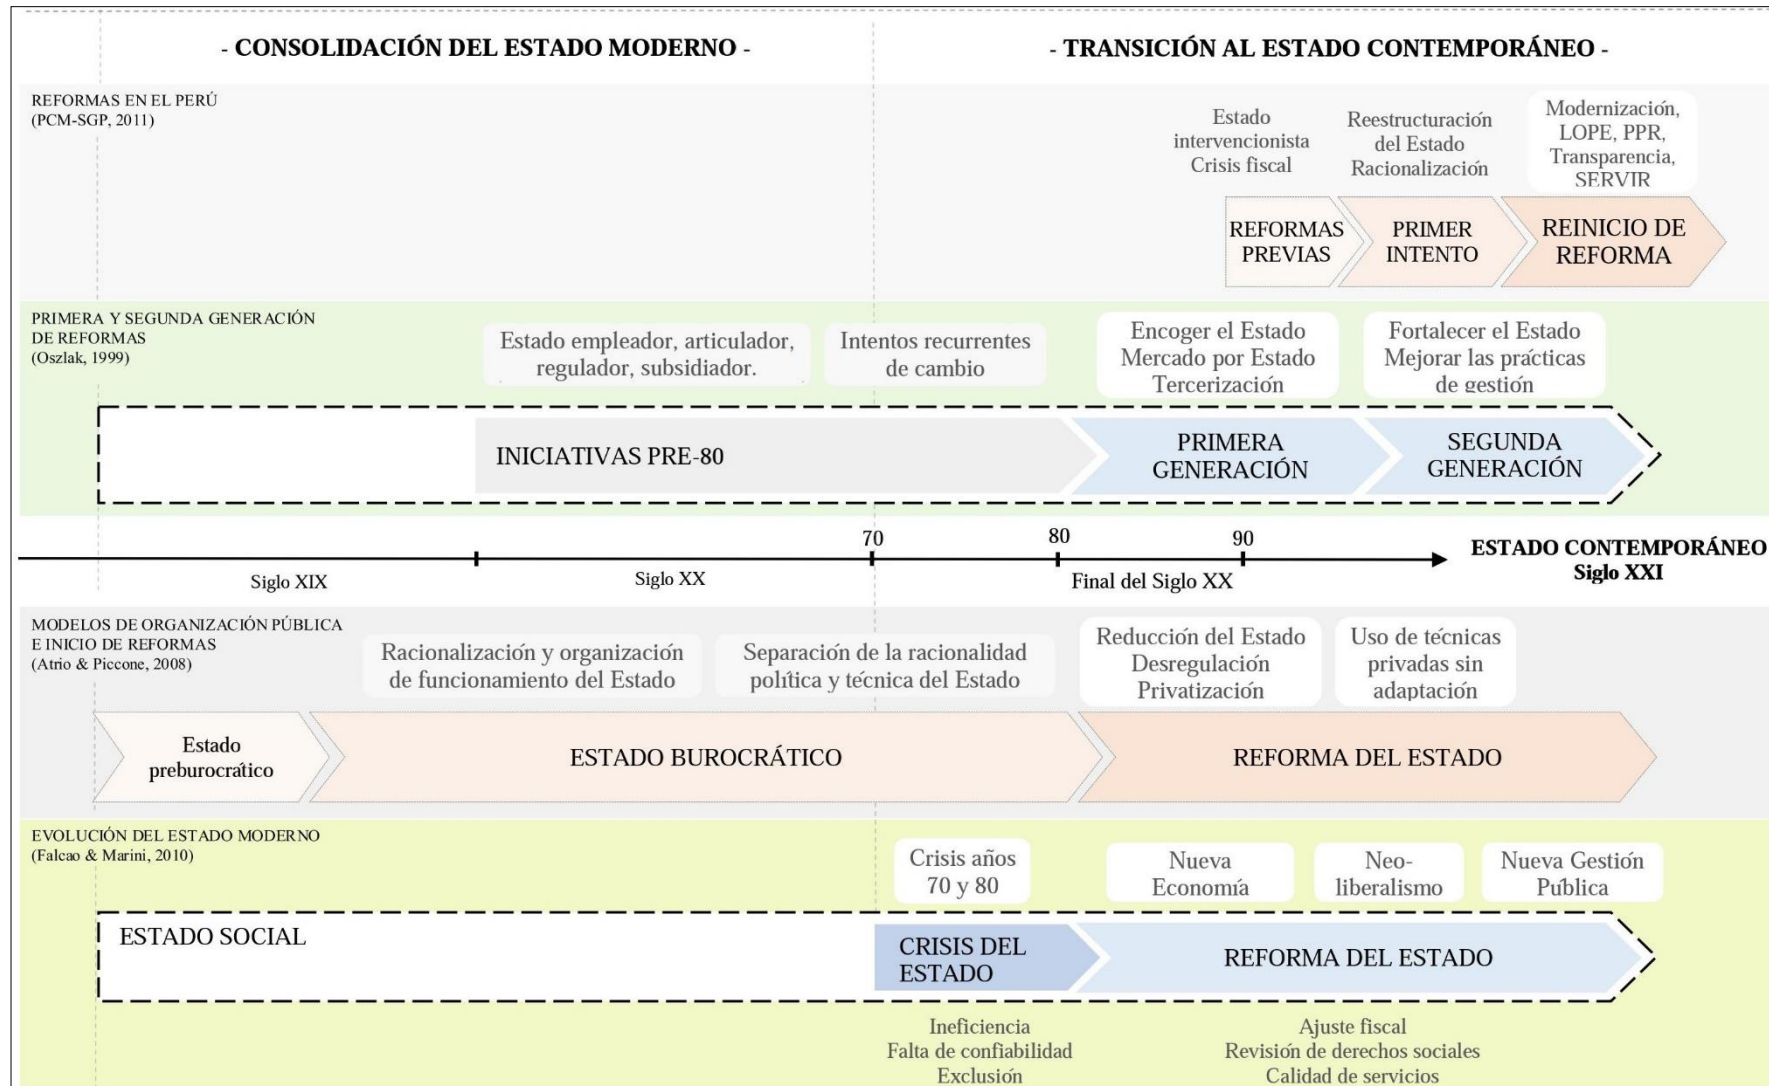 - CONSOLIDACIÓN DEL ESTADO MODERNO -
- TRANSICIÓN AL ESTADO CONTEMPORÁNEO -
REFORMAS EN EL PERÚ
(PCM-SGP, 2011)
Estado
intervencionista
Crisis fiscal
Reestructuración
del Estado
Racionalización
Modernización,
LOPE, PPR,
Transparencia,
SERVIR
REFORMAS
PREVIAS
PRIMER
INTENTO
REINICIO DE
REFORMA
PRIMERA Y SEGUNDA GENERACIÓN
DE REFORMAS
(Oszlak, 1999)
Estado empleador, articulador,
regulador, subsidiador.
Intentos recurrentes
de cambio
Encoger el Estado
Mercado por Estado
Tercerización
Fortalecer el Estado
Mejorar las prácticas
de gestión
INICIATIVAS PRE-80
PRIMERA
GENERACIÓN
SEGUNDA
GENERACIÓN
70
80
90
ESTADO CONTEMPORÁNEO
Siglo XXI
Siglo XIX
Siglo XX
Final del Siglo XX
MODELOS DE ORGANIZACIÓN PÚBLICA
E INICIO DE REFORMAS
(Atrio & Piccone, 2008)
Racionalización y organización
de funcionamiento del Estado
Separación de la racionalidad
política y técnica del Estado
Reducción del Estado
Desregulación
Privatización
Uso de técnicas
privadas sin
adaptación
Estado
preburocrático
ESTADO BUROCRÁTICO
REFORMA DEL ESTADO
EVOLUCIÓN DEL ESTADO MODERNO
(Falcao & Marini, 2010)
Crisis años
70 y 80
Nueva
Economía
Neo-
liberalismo
Nueva Gestión
Pública
ESTADO SOCIAL
CRISIS DEL
ESTADO
REFORMA DEL ESTADO
Ineficiencia
Falta de confiabilidad
Exclusión
Ajuste fiscal
Revisión de derechos sociales
Calidad de servicios